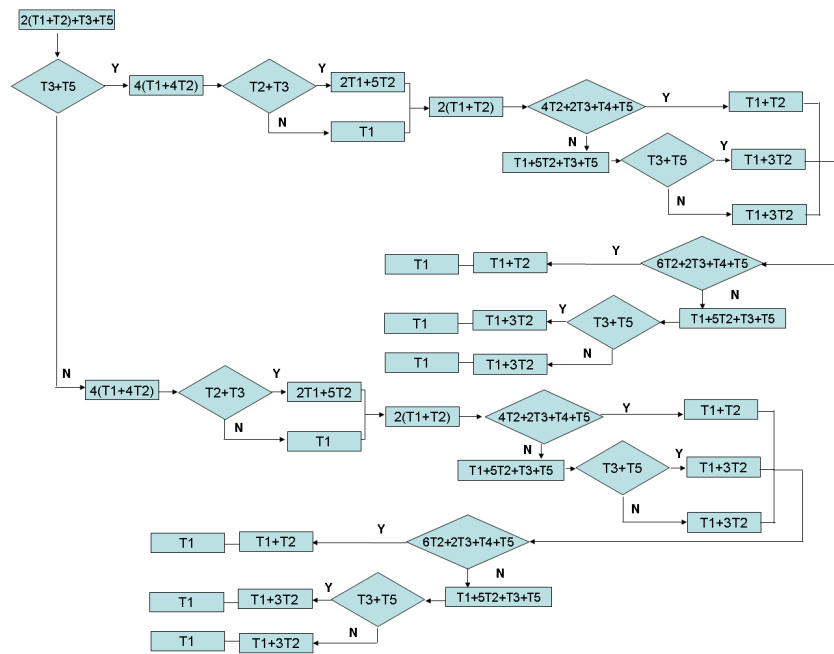 2(T1+T2)+T3+T5
T3+T5
Y
4(T1+4T2)
T2+T3
Y
2T1+5T2
N
T1
2(T1+T2)
4T2+2T3+T4+T5
Y
T1+T2
N
T1+5T2+T3+T5
T3+T5
Y
T1+3T2
N
T1+3T2
T1
T1+T2
Y
6T2+2T3+T4+T5
N
T1+5T2+T3+T5
T1
T1+3T2
Y
T3+T5
N
T1
T1+3T2
N
4(T1+4T2)
T2+T3
Y
2T1+5T2
N
T1
2(T1+T2)
4T2+2T3+T4+T5
Y
T1+T2
N
T1+5T2+T3+T5
T3+T5
Y
T1+3T2
N
T1+3T2
T1
T1+T2
Y
6T2+2T3+T4+T5
N
T1+5T2+T3+T5
T1
T1+3T2
Y
T3+T5
N
T1
T1+3T2